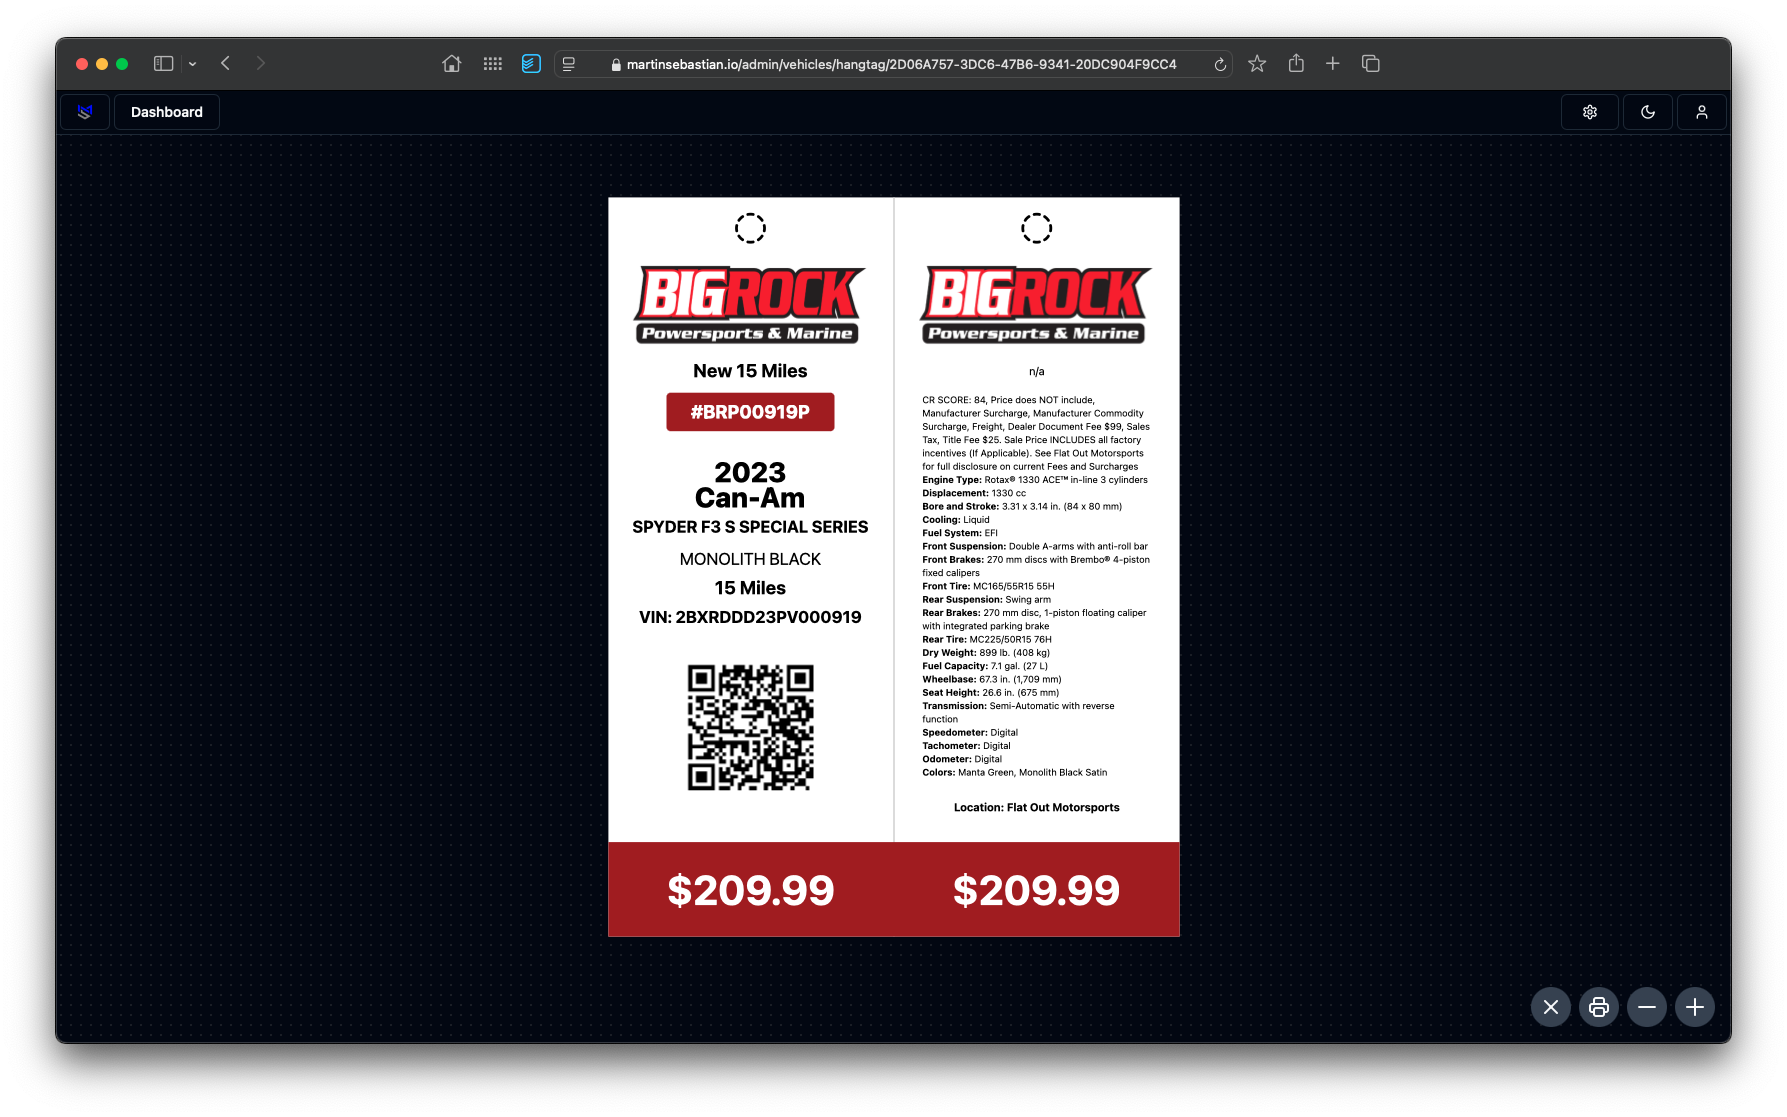 martinsebastian.io/admin/vehicles/hangtag/2D06A757-3DC6-47B6-9341-20DC904F9CC4
Dashboard
BIGROCK
Powersports & Marine
New 15 Miles
#BRP00919P
2023
Can-Am
SPYDER F3 S SPECIAL SERIES
MONOLITH BLACK
15 Miles
VIN: 2BXRDDD23PV000919
$209.99
BIGROCK
Powersports & Marine
n/a
CR SCORE: 84, Price does NOT include,
Manufacturer Surcharge, Manufacturer Commodity
Surcharge, Freight, Dealer Document Fee $99, Sales
Tax, Title Fee $25. Sale Price INCLUDES all factory
incentives (If Applicable). See Flat Out Motorsports
for full disclosure on current Fees and Surcharges
Engine Type: Rotax® 1330 ACE™ in-line 3 cylinders
Displacement: 1330 cc
Bore and Stroke: 3.31 x 3.14 in. (84 x 80 mm)
Cooling: Liquid
Fuel System: EFI
Front Suspension: Double A-arms with anti-roll bar
Front Brakes: 270 mm discs with Brembo® 4-piston
fixed calipers
Front Tire: MC165/55R15 55H
Rear Suspension: Swing arm
Rear Brakes: 270 mm disc, 1-piston floating caliper
with integrated parking brake
Rear Tire: MC225/50R15 76H
Dry Weight: 899 lb. (408 kg)
Fuel Capacity: 7.1 gal. (27 L)
Wheelbase: 67.3 in. (1,709 mm)
Seat Height: 26.6 in. (675 mm)
Transmission: Semi-Automatic with reverse
function
Speedometer: Digital
Tachometer: Digital
Odometer: Digital
Colors: Manta Green, Monolith Black Satin
Location: Flat Out Motorsports
$209.99